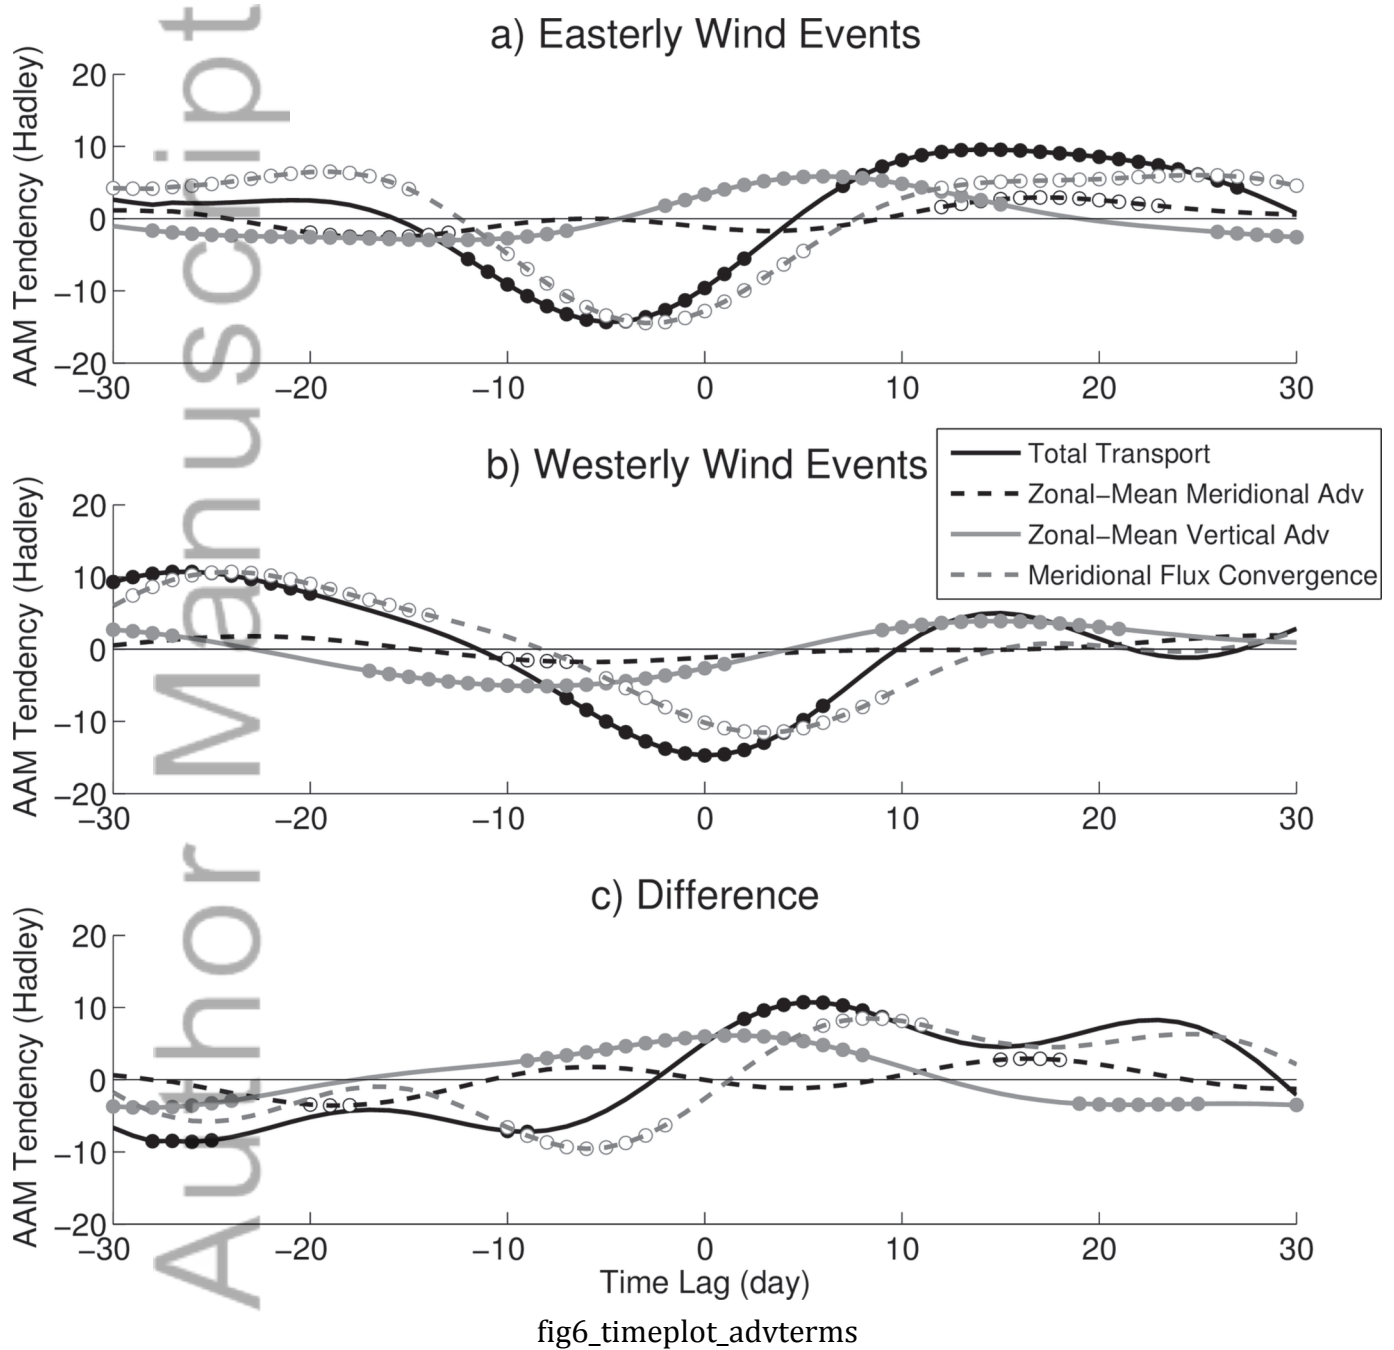 a) Easterly Wind Events
AAM Tendency (Hadley)
20
10
0
−10
−20
−30 −20 −10 0 10 20 30
b) Westerly Wind Events
Total Transport
Zonal−Mean Meridional Adv
Zonal−Mean Vertical Adv
Meridional Flux Convergence
AAM Tendency (Hadley)
20
10
0
−10
−20
−30 −20 −10 0 10 20 30
c) Difference
AAM Tendency (Hadley)
20
10
0
−10
−20
−30 −20 −10 0 10 20 30
Time Lag (day)
fig6_timeplot_advterms
Author Manuscript